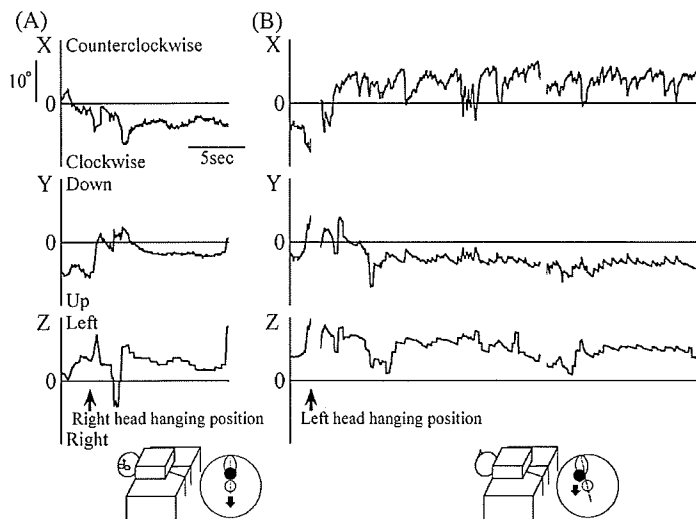 (A)
(B)
X
Counterclockwise
X
10°
0
0
Clockwise
5sec
Y
Down
Y
0
0
Up
Z
Left
Z
0
0
Right head hanging position
Left head hanging position
Right